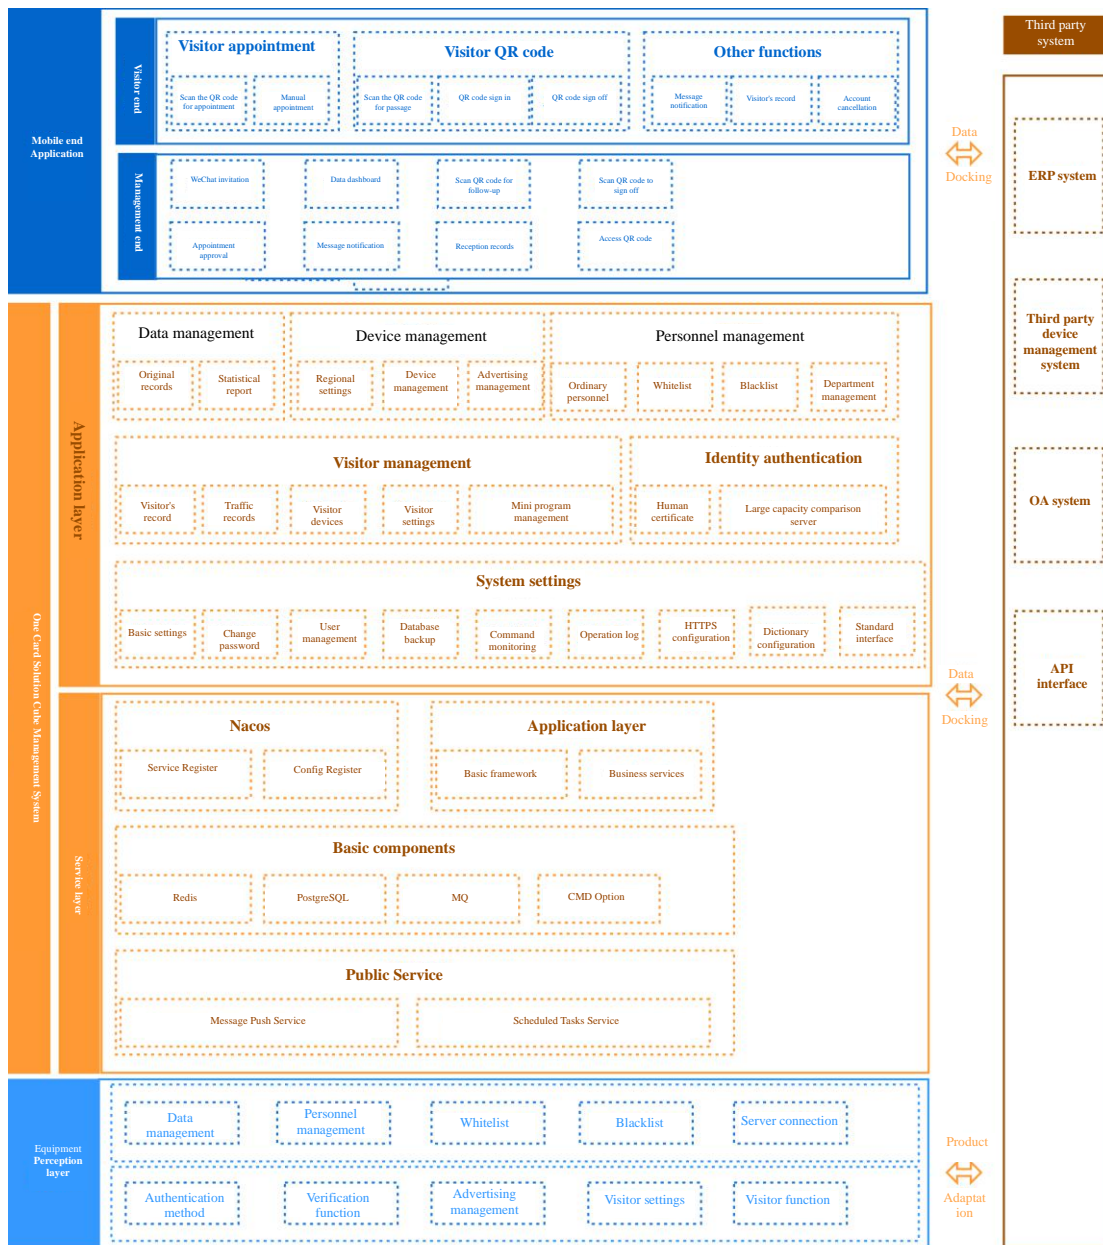 Mobile end
Application
Visitor end
Visitor appointment
Scan the QR code
for appointment
Manual
appointment
Visitor QR code
Scan the QR code
for passage
QR code sign in
QR code sign off
Other functions
Message
notification
Visitor's record
Account
cancellation
Management end
WeChat invitation
Data dashboard
Scan QR code for
follow-up
Scan QR code to
sign off
Appointment
approval
Message notification
Reception records
Access QR code
One Card Solution Cube Management System
Application layer
Data management
Original
records
Statistical
report
Device management
Regional
settings
Device
management
Advertising
management
Personnel management
Ordinary
personnel
Whitelist
Blacklist
Department
management
Visitor management
Visitor's
record
Traffic
records
Visitor
devices
Visitor
settings
Mini program
management
Identity authentication
Human
certificate
Large capacity comparison
server
System settings
Basic settings
Change
password
User
management
Database
backup
Command
monitoring
Operation log
HTTPS
configuration
Dictionary
configuration
Standard
interface
Service layer
Nacos
Service Register
Config Register
Application layer
Basic framework
Business services
Basic components
Redis
PostgreSQL
MQ
CMD Option
Public Service
Message Push Service
Scheduled Tasks Service
Equipment
Perception
layer
Data
management
Personnel
management
Whitelist
Blacklist
Server connection
Authentication
method
Verification
function
Advertising
management
Visitor settings
Visitor function
Data
Docking
Data
Docking
Product
Adaptat
ion
Third party
system
ERP system
Third party
device
management
system
OA system
API
interface